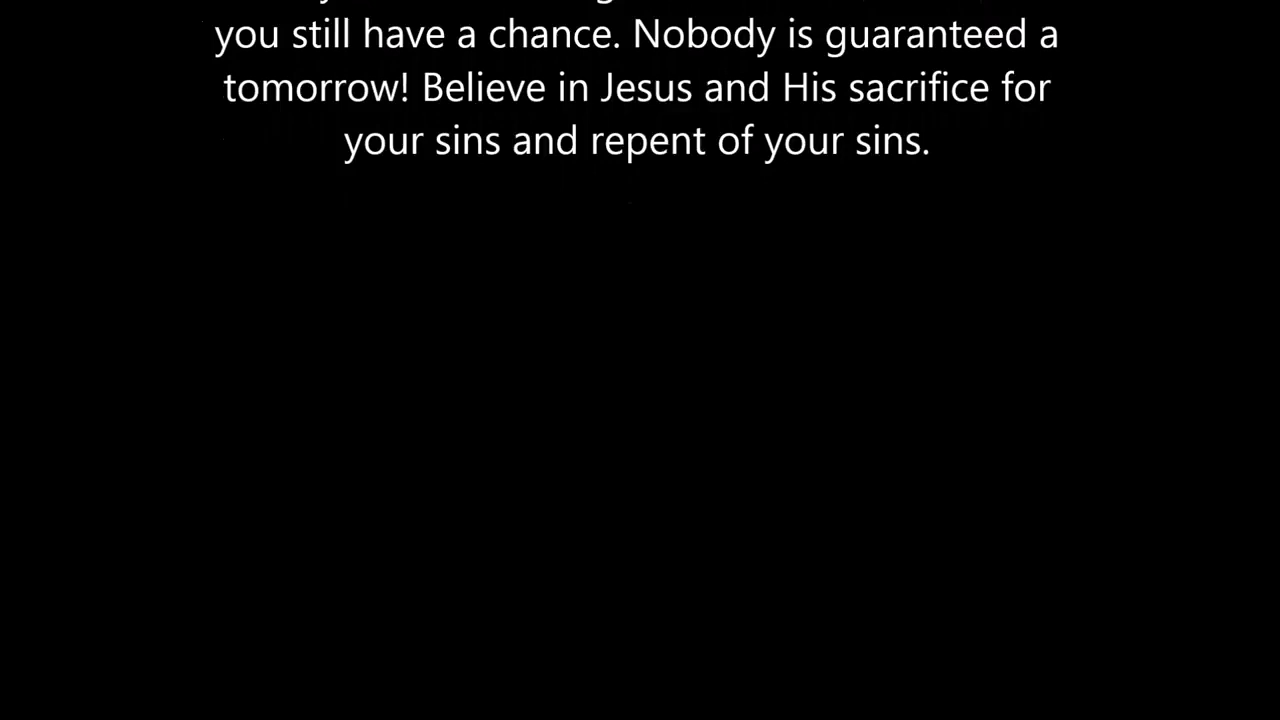 you still have a chance. Nobody is guaranteed a
tomorrow! Believe in Jesus and His sacrifice for
your sins and repent of your sins.